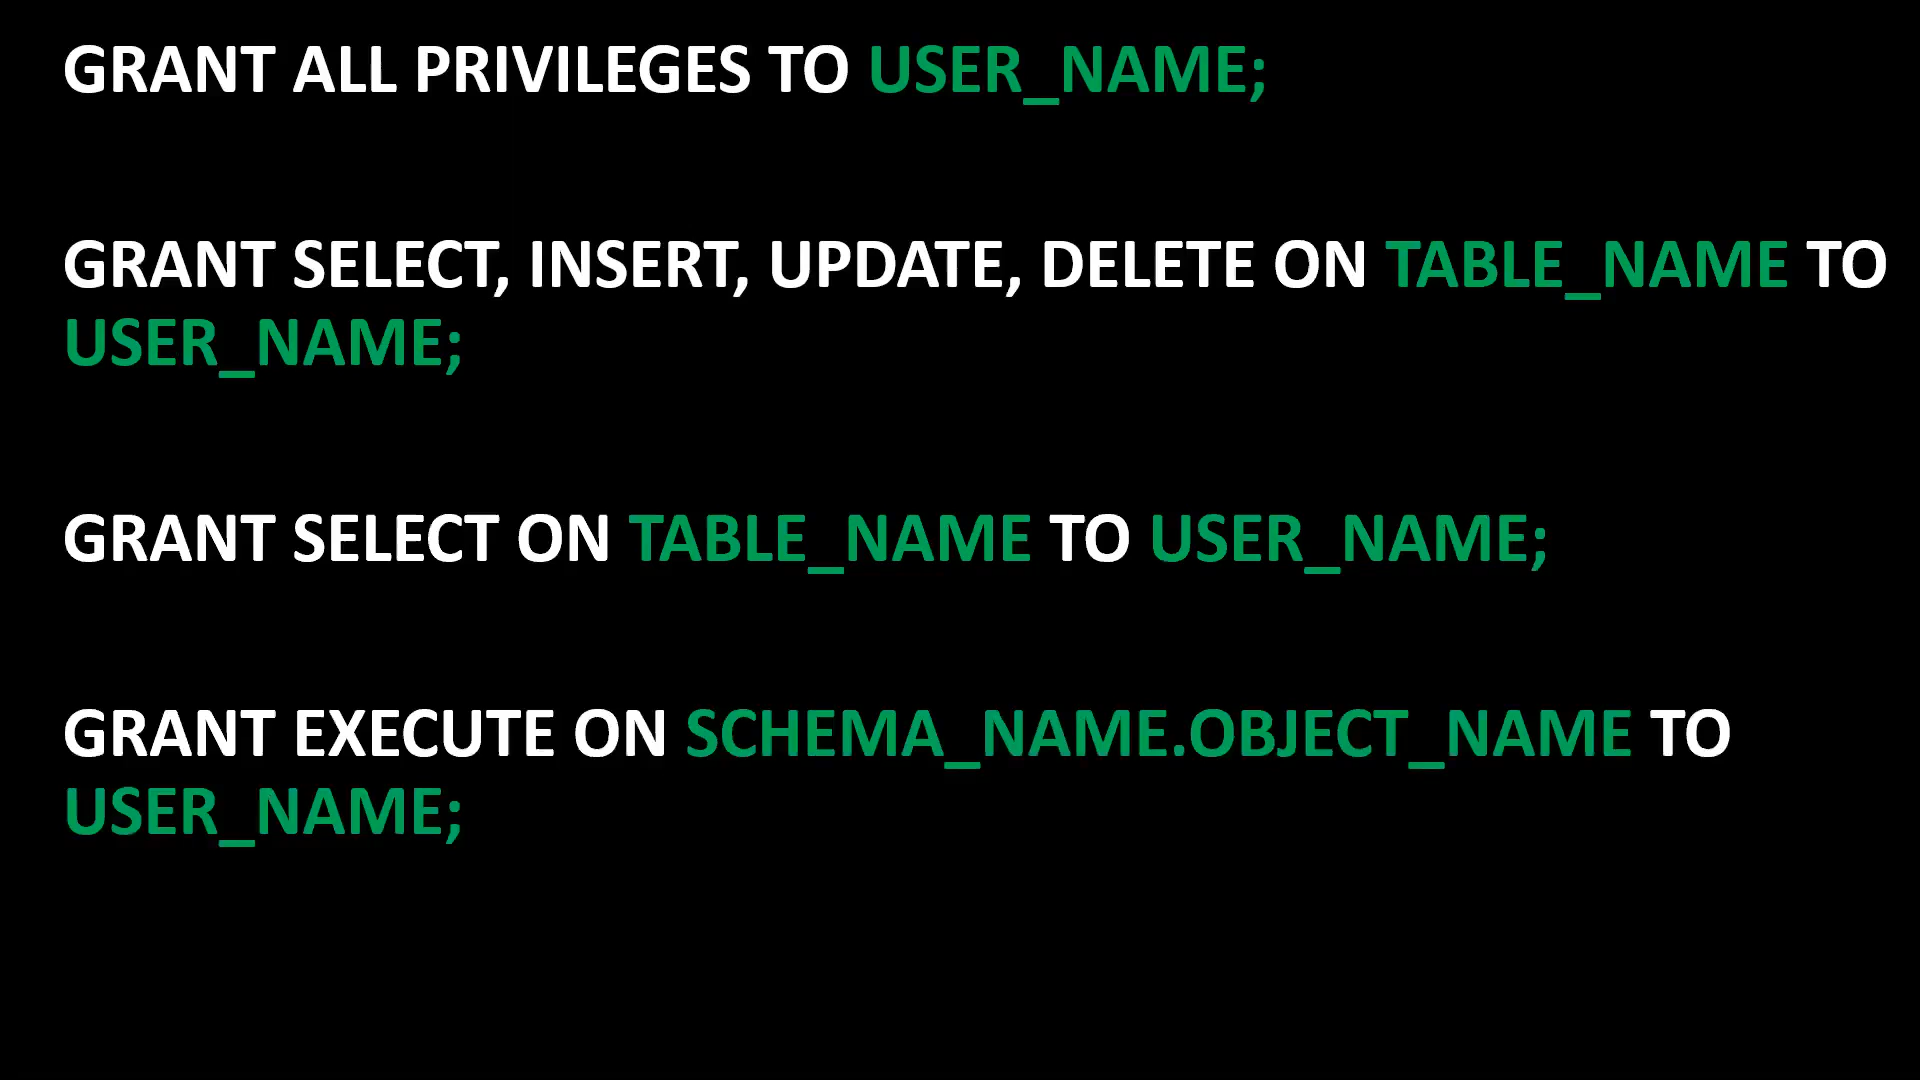 GRANT ALL PRIVILEGES TO USER_NAME;
GRANT SELECT, INSERT, UPDATE, DELETE ON TABLE_NAME TO
USER_NAME;
GRANT SELECT ON TABLE_NAME TO USER_NAME;
GRANT EXECUTE ON SCHEMA_NAME.OBJECT_NAME TO
USER_NAME;